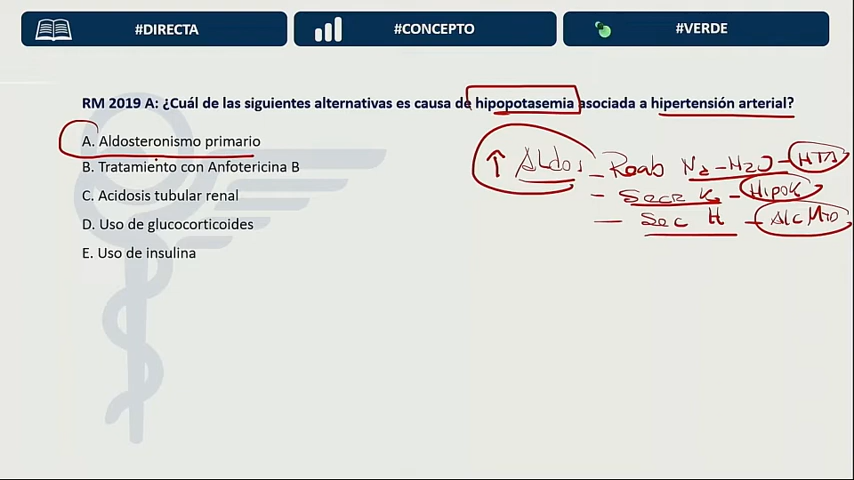 #DIRECTA
#CONCEPTO
#VERDE
RM 2019 A: ¿Cuál de las siguientes alternativas es causa de hipopotasemia asociada a hipertensión arterial?
A. Aldosteronismo primario
B. Tratamiento con Anfotericina B
C. Acidosis tubular renal
D. Uso de glucocorticoides
E. Uso de insulina
↑ Aldos - Reab Na - H2O - HTA
- Secr K - HipoK
- Sec H - Alc M